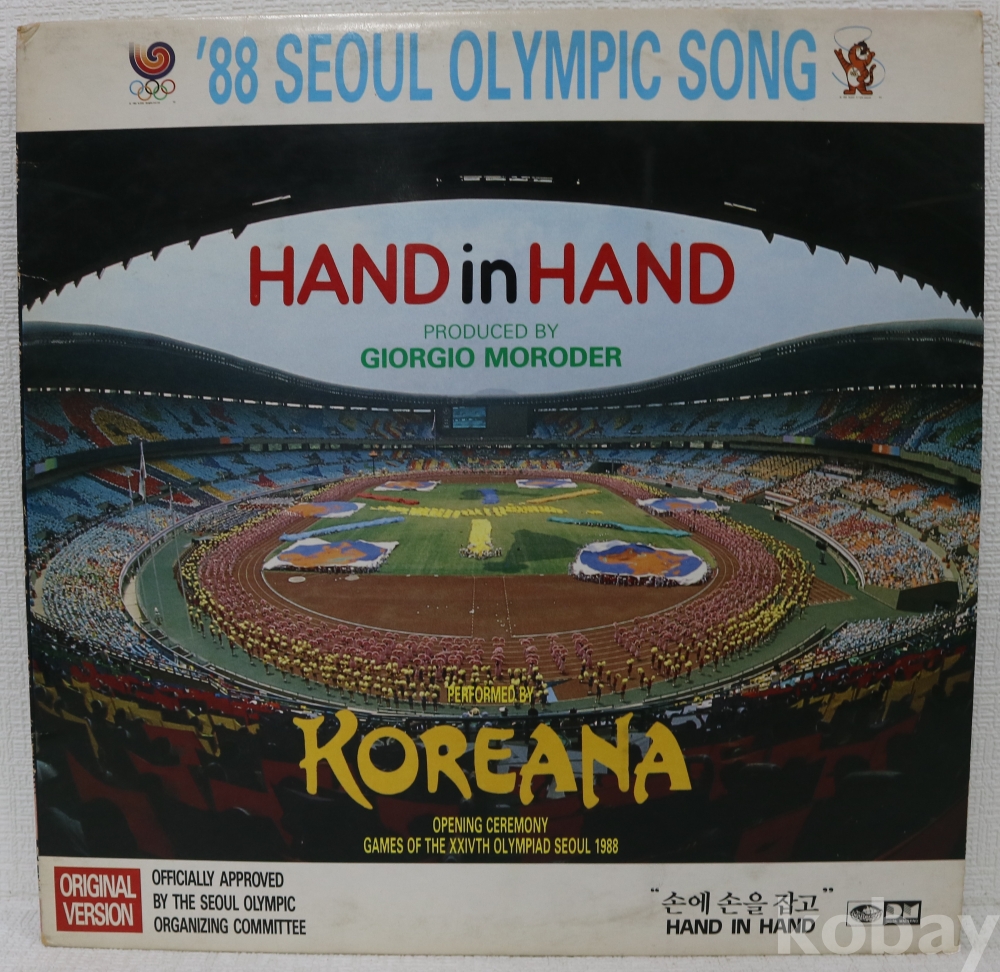 '88 SEOUL OLYMPIC SONG
HAND in HAND
PRODUCED BY
GIORGIO MORODER
PERFORMED BY
KOREANA
OPENING CEREMONY
GAMES OF THE XXIVTH OLYMPIAD SEOUL 1988
ORIGINAL
VERSION
OFFICIALLY APPROVED
BY THE SEOUL OLYMPIC
ORGANIZING COMMITTEE
"손에 손을 잡고"
HAND IN HAND
kobay